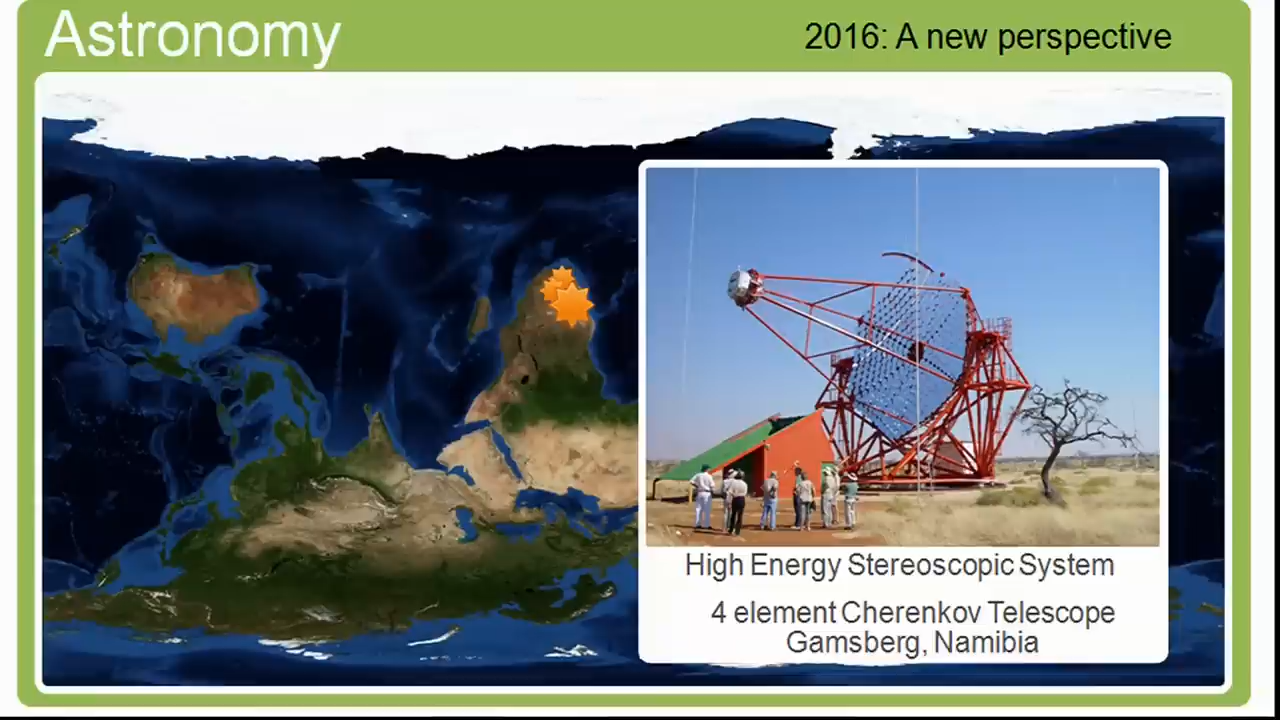 Astronomy
2016: A new perspective
High Energy Stereoscopic System
4 element Cherenkov Telescope
Gamsberg, Namibia